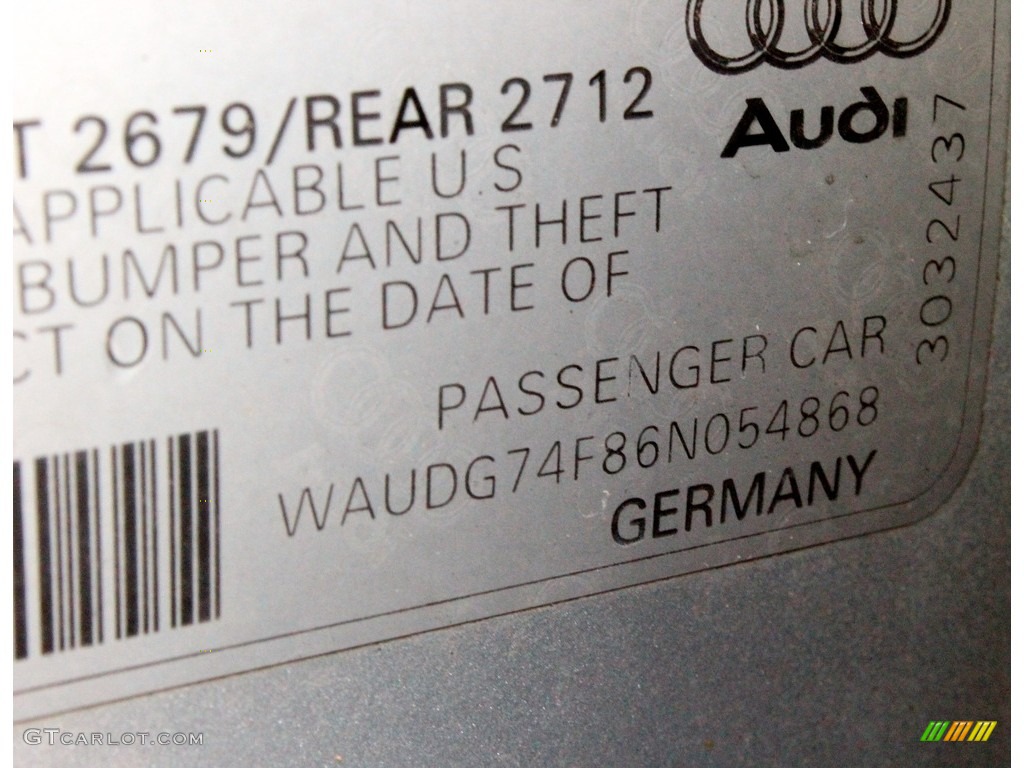 T 2679/REAR 2712
APPLICABLE U.S
BUMPER AND THEFT
CT ON THE DATE OF
PASSENGER CAR
WAUDG74F86N054868
GERMANY
Audi
30324437
GTCARLOT.COM